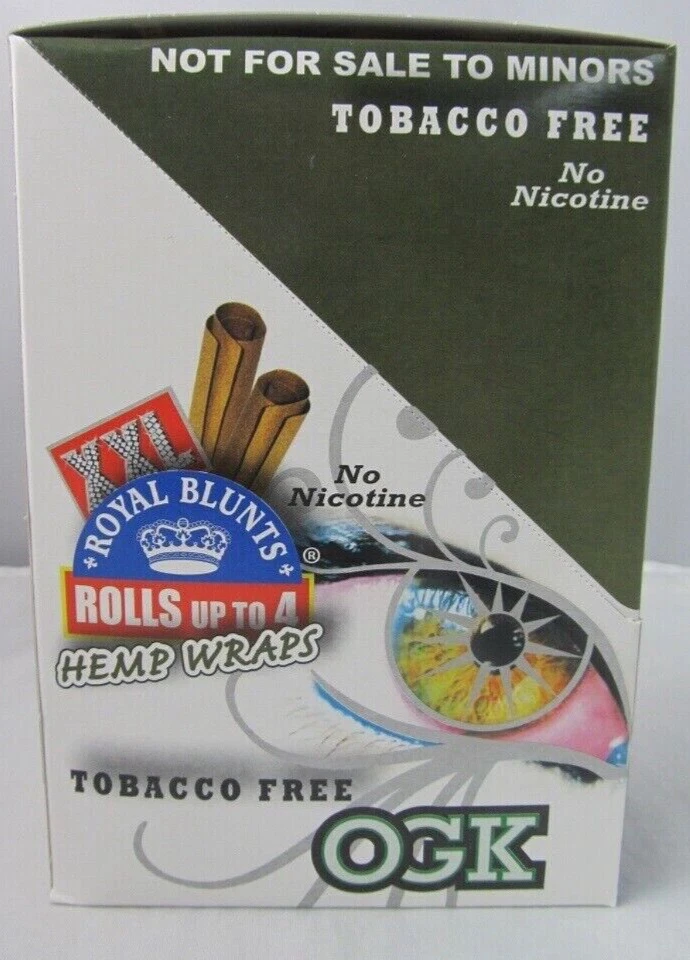 NOT FOR SALE TO MINORS
TOBACCO FREE
No
Nicotine
XXL
ROYAL BLUNTS
®
ROLLS UP TO 4
HEMP WRAPS
No
Nicotine
TOBACCO FREE
OGK